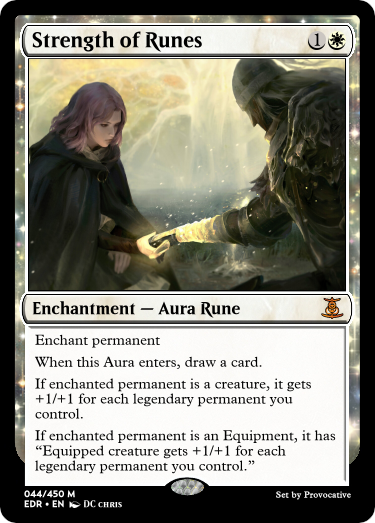 Strength of Runes 1
Enchantment — Aura Rune
Enchant permanent
When this Aura enters, draw a card.
If enchanted permanent is a creature, it gets
+1/+1 for each legendary permanent you
control.
If enchanted permanent is an Equipment, it has
“Equipped creature gets +1/+1 for each
legendary permanent you control.”
044/450 M
EDR • EN DC CHRIS
Set by Provocative